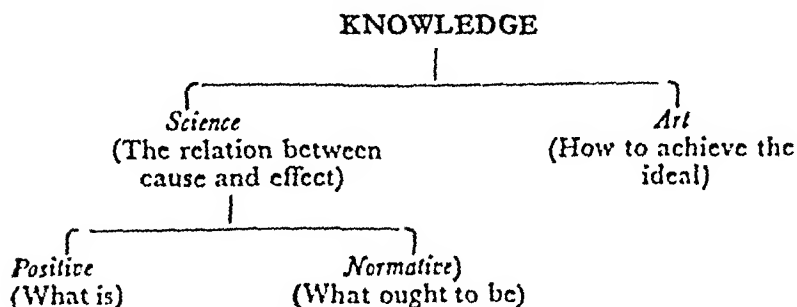 KNOWLEDGE
Science
(The relation between
cause and effect)
Art
(How to achieve the
ideal)
Positive
(What is)
Normative)
(What ought to be)